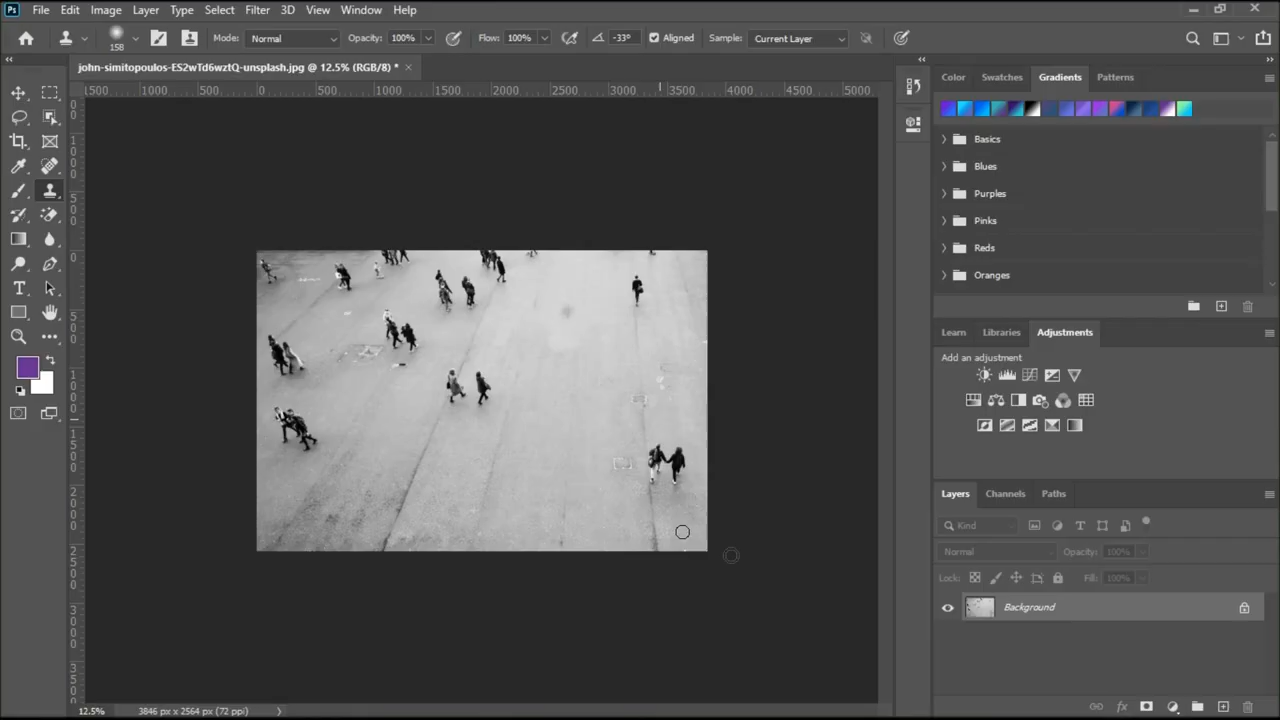 Ps File Edit Image Layer Type Select Filter 3D View Window Help
158 Mode: Normal Opacity: 100% Flow: 100% -33° Aligned Sample: Current Layer
john-simitopoulos-ES2wTd6wztQ-unsplash.jpg @ 12.5% (RGB/8) *
1500 1000 500 0 500 1000 1500 2000 2500 3000 3500 4000 4500 5000
Color Swatches Gradients Patterns
Basics
Blues
Purples
Pinks
Reds
Oranges
Learn Libraries Adjustments
Add an adjustment
Layers Channels Paths
Kind
Normal Opacity: 100%
Lock: Fill: 100%
Background
12.5% 3846 px x 2564 px (72 ppi)